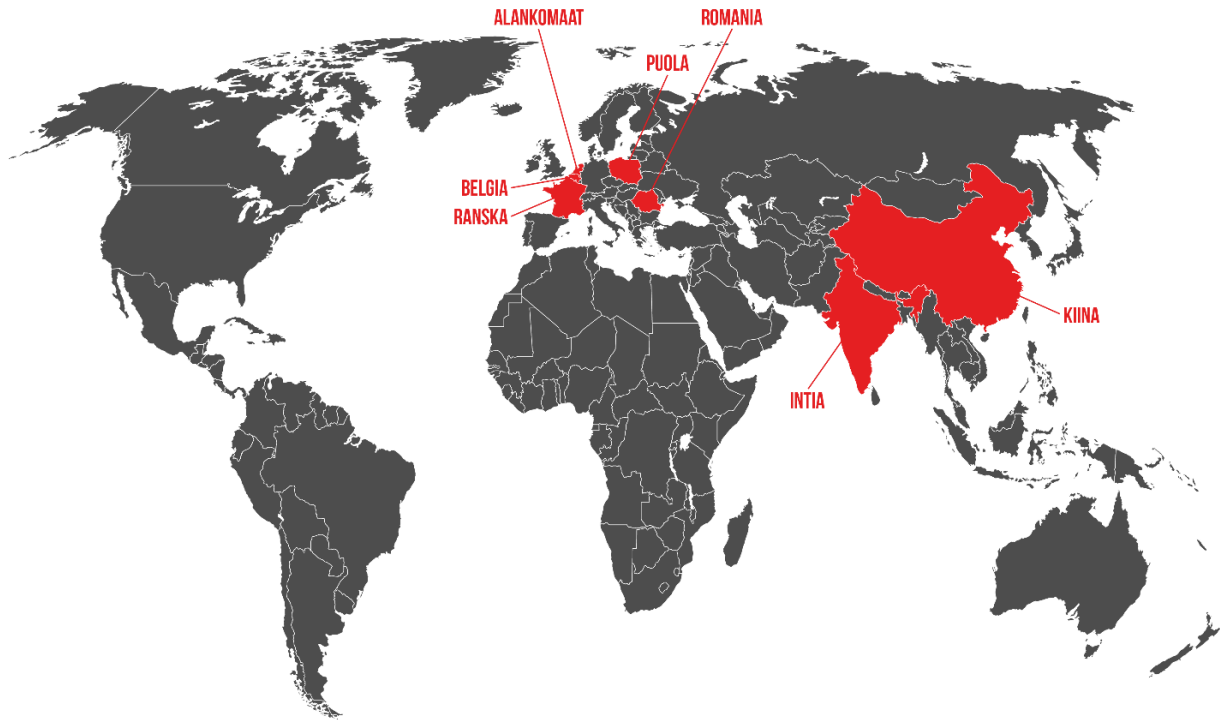 ALANKOMAAT
ROMANIA
PUOLA
BELGIA
RANSKA
KIINA
INTIA